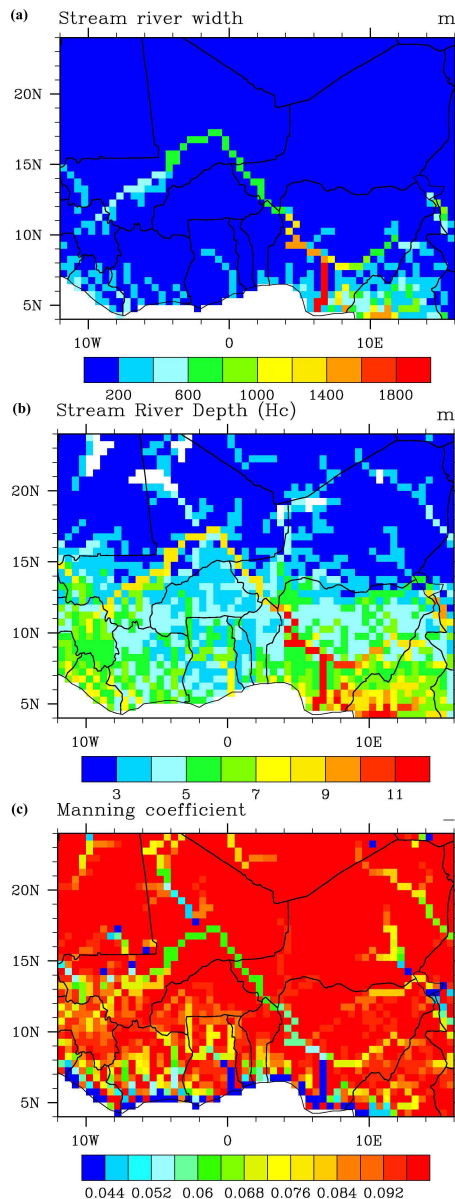 (a) Stream river width m
20N
15N
10N
5N
10W 0 10E
200 600 1000 1400 1800
(b) Stream River Depth (Hc) m
20N
15N
10N
5N
10W 0 10E
3 5 7 9 11
(c) Manning coefficient _
20N
15N
10N
5N
10W 0 10E
0.044 0.052 0.06 0.068 0.076 0.084 0.092